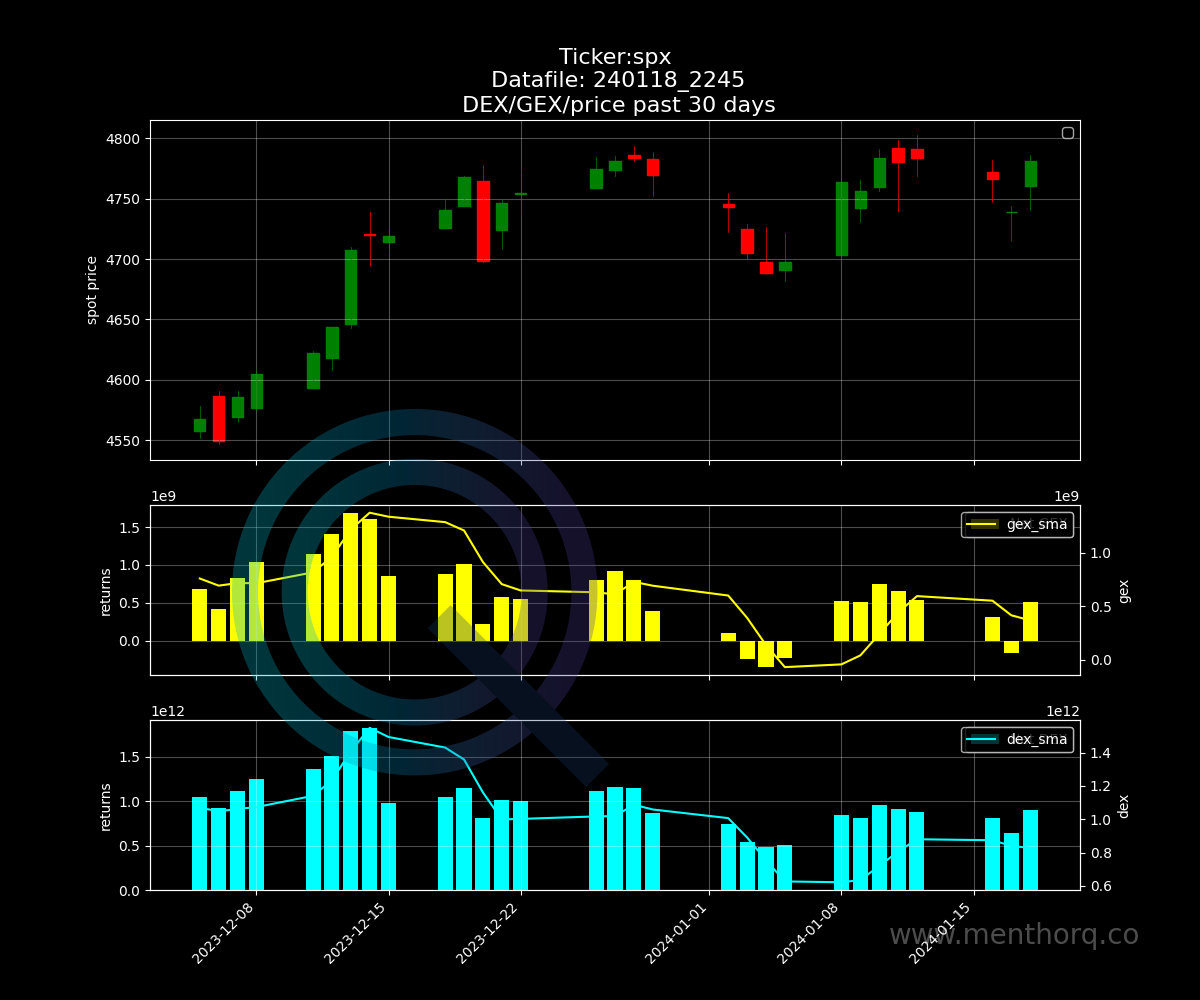 Ticker:spx
Datafile: 240118_2245
DEX/GEX/price past 30 days
4800
4750
4700
4650
4600
4550
spot price
1e9
1e9
1.5
1.0
0.5
0.0
returns
gex_sma
1.0
0.5
0.0
gex
1e12
1e12
1.5
1.0
0.5
0.0
returns
dex_sma
1.4
1.2
1.0
0.8
0.6
dex
2023-12-08
2023-12-15
2023-12-22
2024-01-01
2024-01-08
2024-01-15
www.menthorq.co